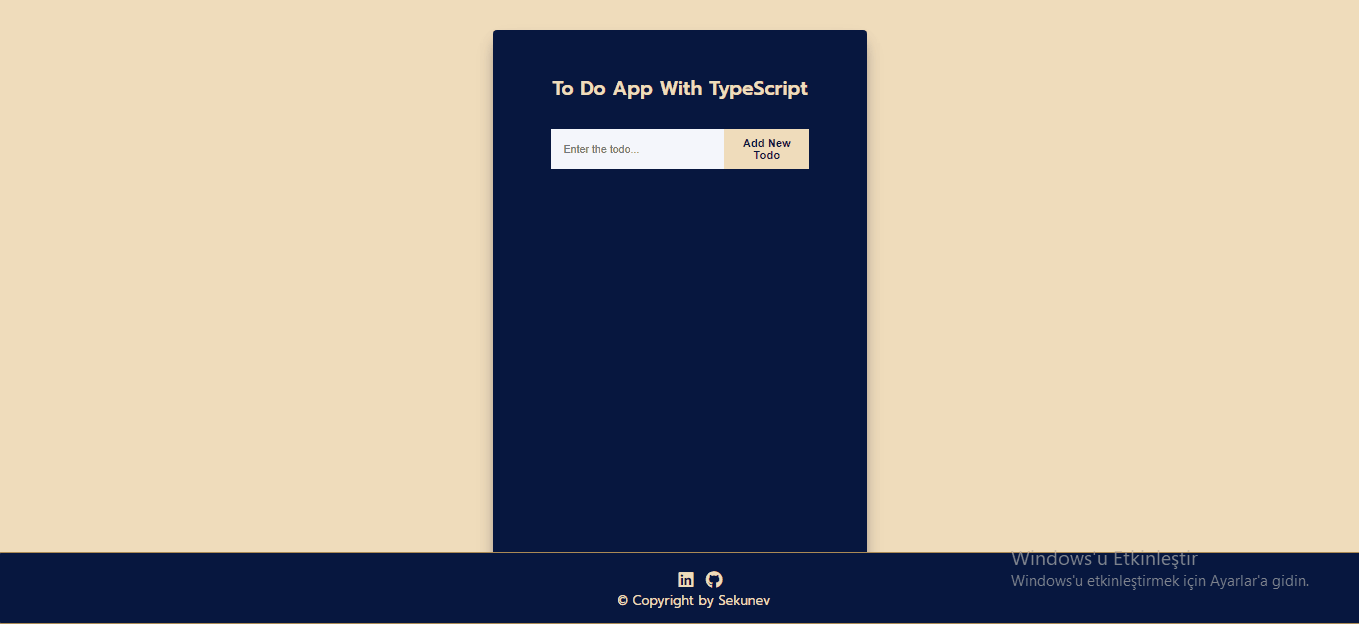 To Do App With TypeScript
Enter the todo...
Add New
Todo
© Copyright by Sekunev
Windows'u Etkinleştir
Windows'u etkinleştirmek için Ayarlar'a gidin.